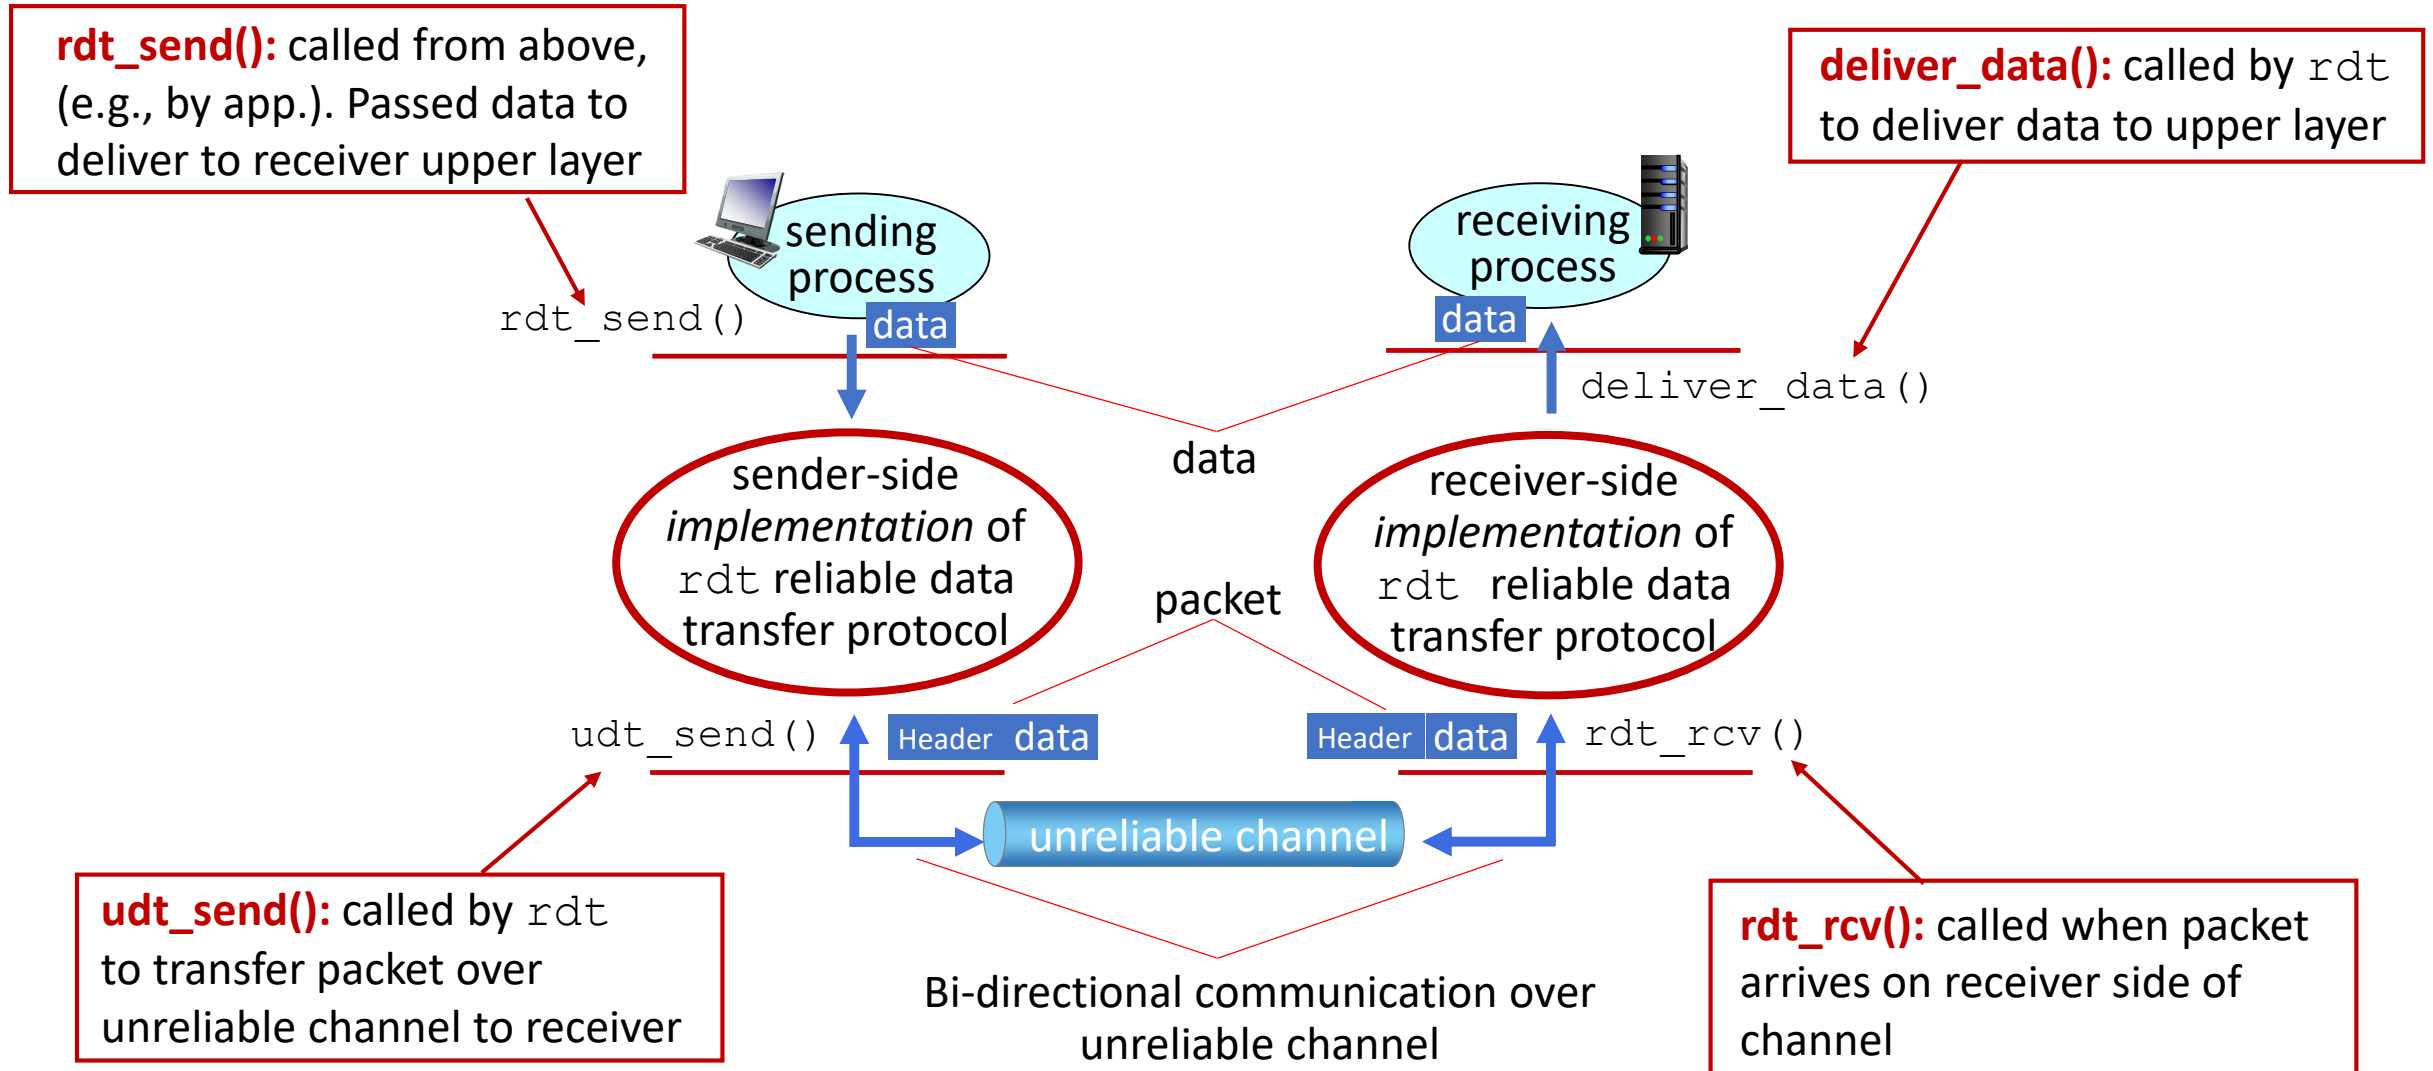 rdt_send(): called from above,
(e.g., by app.). Passed data to
deliver to receiver upper layer
deliver_data(): called by rdt
to deliver data to upper layer
sending
process
receiving
process
rdt_send()
data
data
deliver_data()
data
sender-side
implementation of
rdt reliable data
transfer protocol
receiver-side
implementation of
rdt reliable data
transfer protocol
packet
udt_send()
Header data
Header data
rdt_rcv()
unreliable channel
udt_send(): called by rdt
to transfer packet over
unreliable channel to receiver
Bi-directional communication over
unreliable channel
rdt_rcv(): called when packet
arrives on receiver side of
channel